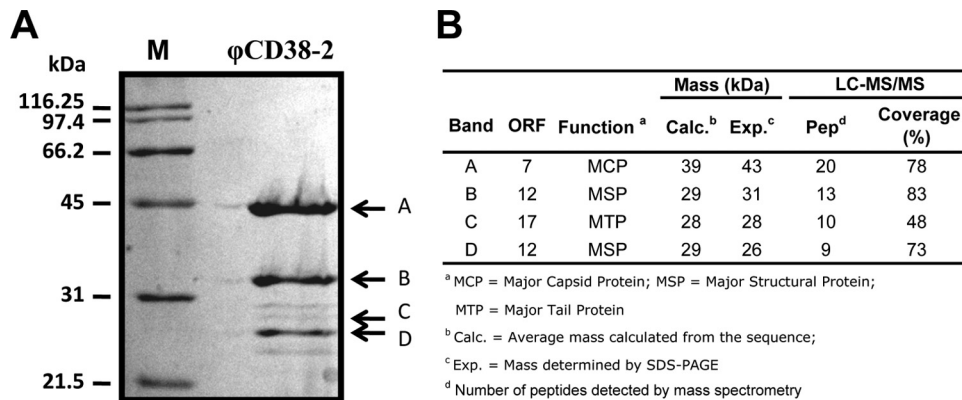 A
M φCD38-2
kDa
116.25
97.4
66.2
45
31
21.5
A
B
C
D
B
Mass (kDa) LC-MS/MS
Band ORF Function a Calc.b Exp.c Pepd Coverage (%)
A 7 MCP 39 43 20 78
B 12 MSP 29 31 13 83
C 17 MTP 28 28 10 48
D 12 MSP 29 26 9 73
a MCP = Major Capsid Protein; MSP = Major Structural Protein;
MTP = Major Tail Protein
b Calc. = Average mass calculated from the sequence;
c Exp. = Mass determined by SDS-PAGE
d Number of peptides detected by mass spectrometry